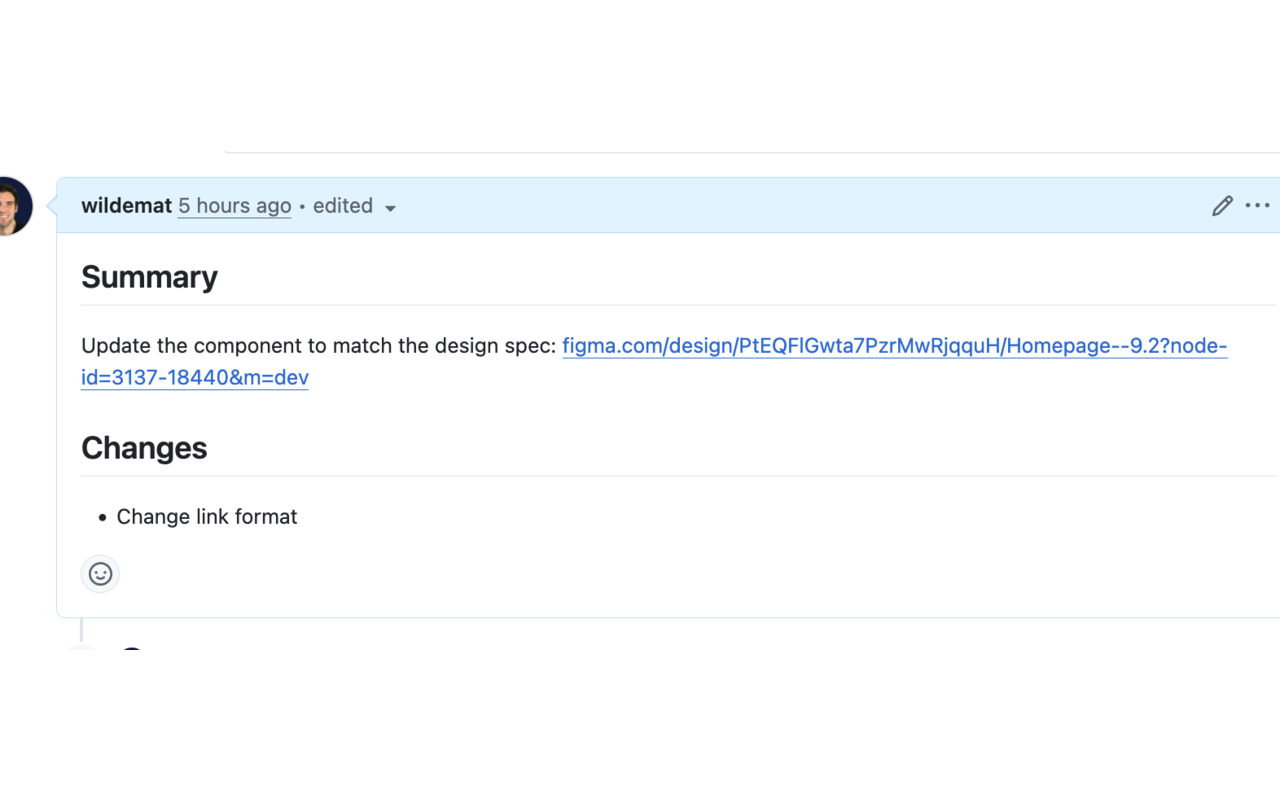 wildemat 5 hours ago • edited
Summary
Update the component to match the design spec: figma.com/design/PtEQFlGwta7PzrMwRjqquH/Homepage--9.2?node-
id=3137-18440&m=dev
Changes
• Change link format